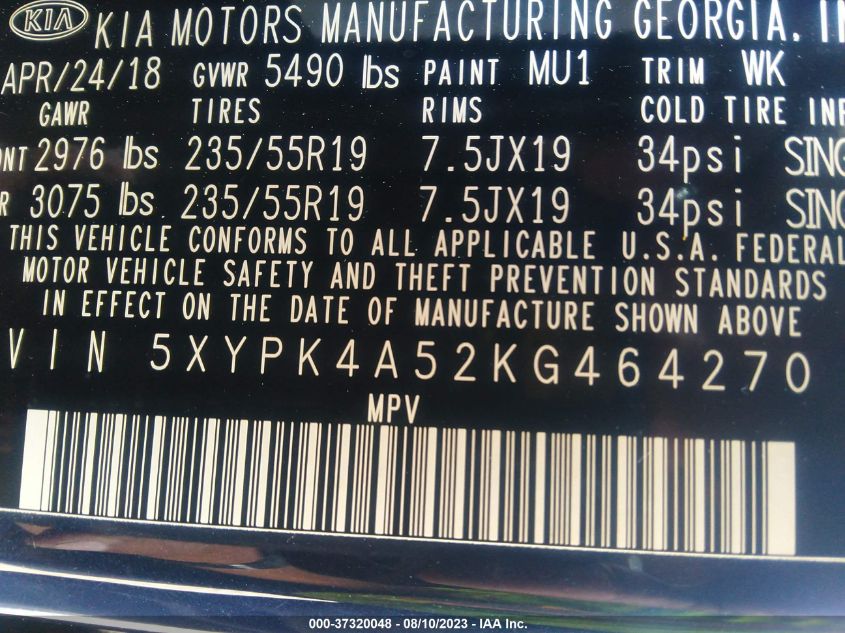 KIA KIA MOTORS MANUFACTURING GEORGIA, IN
APR/24/18 GVWR 5490 lbs PAINT MU1 TRIM WK
GAWR TIRES RIMS COLD TIRE INF
ONT 2976 lbs 235/55R19 7.5JX19 34psi SING
R 3075 lbs 235/55R19 7.5JX19 34psi SING
THIS VEHICLE CONFORMS TO ALL APPLICABLE U.S.A. FEDERAL
MOTOR VEHICLE SAFETY AND THEFT PREVENTION STANDARDS
IN EFFECT ON THE DATE OF MANUFACTURE SHOWN ABOVE
VIN 5XYPK4A52KG464270
MPV
000-37320048 - 08/10/2023 - IAA Inc.